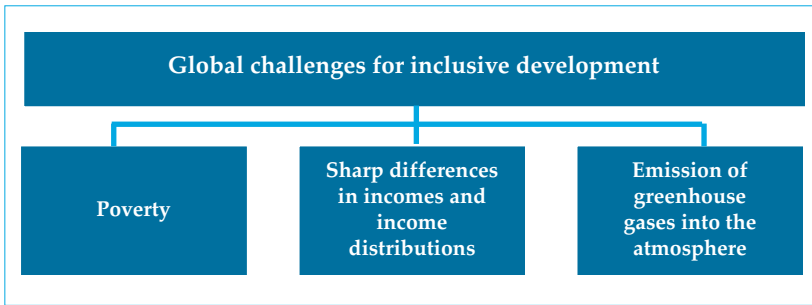 Global challenges for inclusive development
Poverty
Sharp differences
in incomes and
income
distributions
Emission of
greenhouse
gases into the
atmosphere